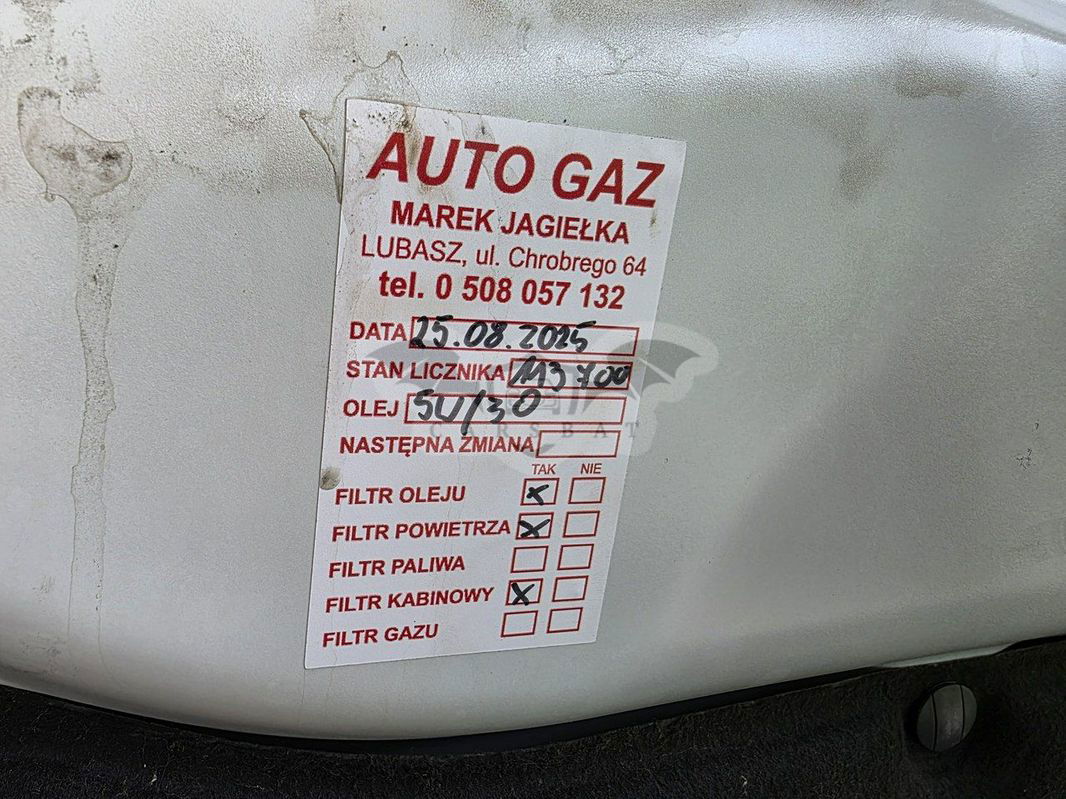 AUTO GAZ
MAREK JAGIEŁKA
LUBASZ, ul. Chrobrego 64
tel. 0 508 057 132
DATA 25.08.2025
STAN LICZNIKA 113 700
OLEJ 5W/30
CARSBAT
NASTĘPNA ZMIANA
TAK NIE
FILTR OLEJU x
FILTR POWIETRZA x
FILTR PALIWA
FILTR KABINOWY x
FILTR GAZU